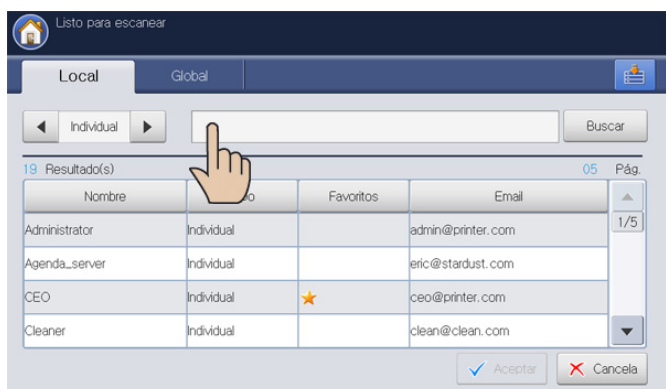 Listo para escanear
Local Global
Individual Buscar
19 Resultado(s) 05 Pág.
Nombre Favoritos Email
Administrator Individual admin@printer.com 1/5
Agenda_server Individual eric@stardust.com
CEO Individual ceo@printer.com
Cleaner Individual clean@clean.com
Aceptar Cancela